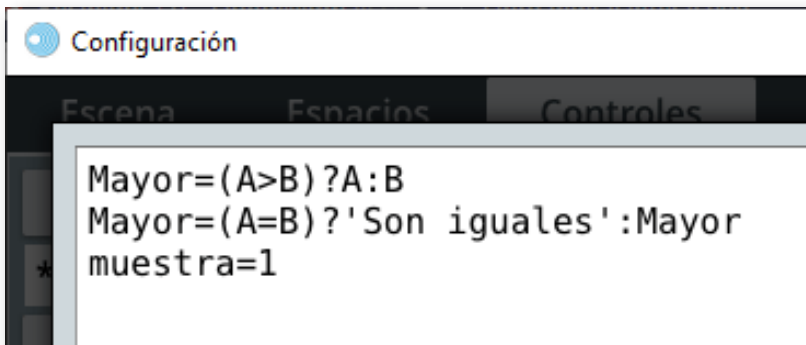 Configuración
Escena Espacios Controles
Mayor=(A>B)?A:B
Mayor=(A=B)?'Son iguales':Mayor
muestra=1
*